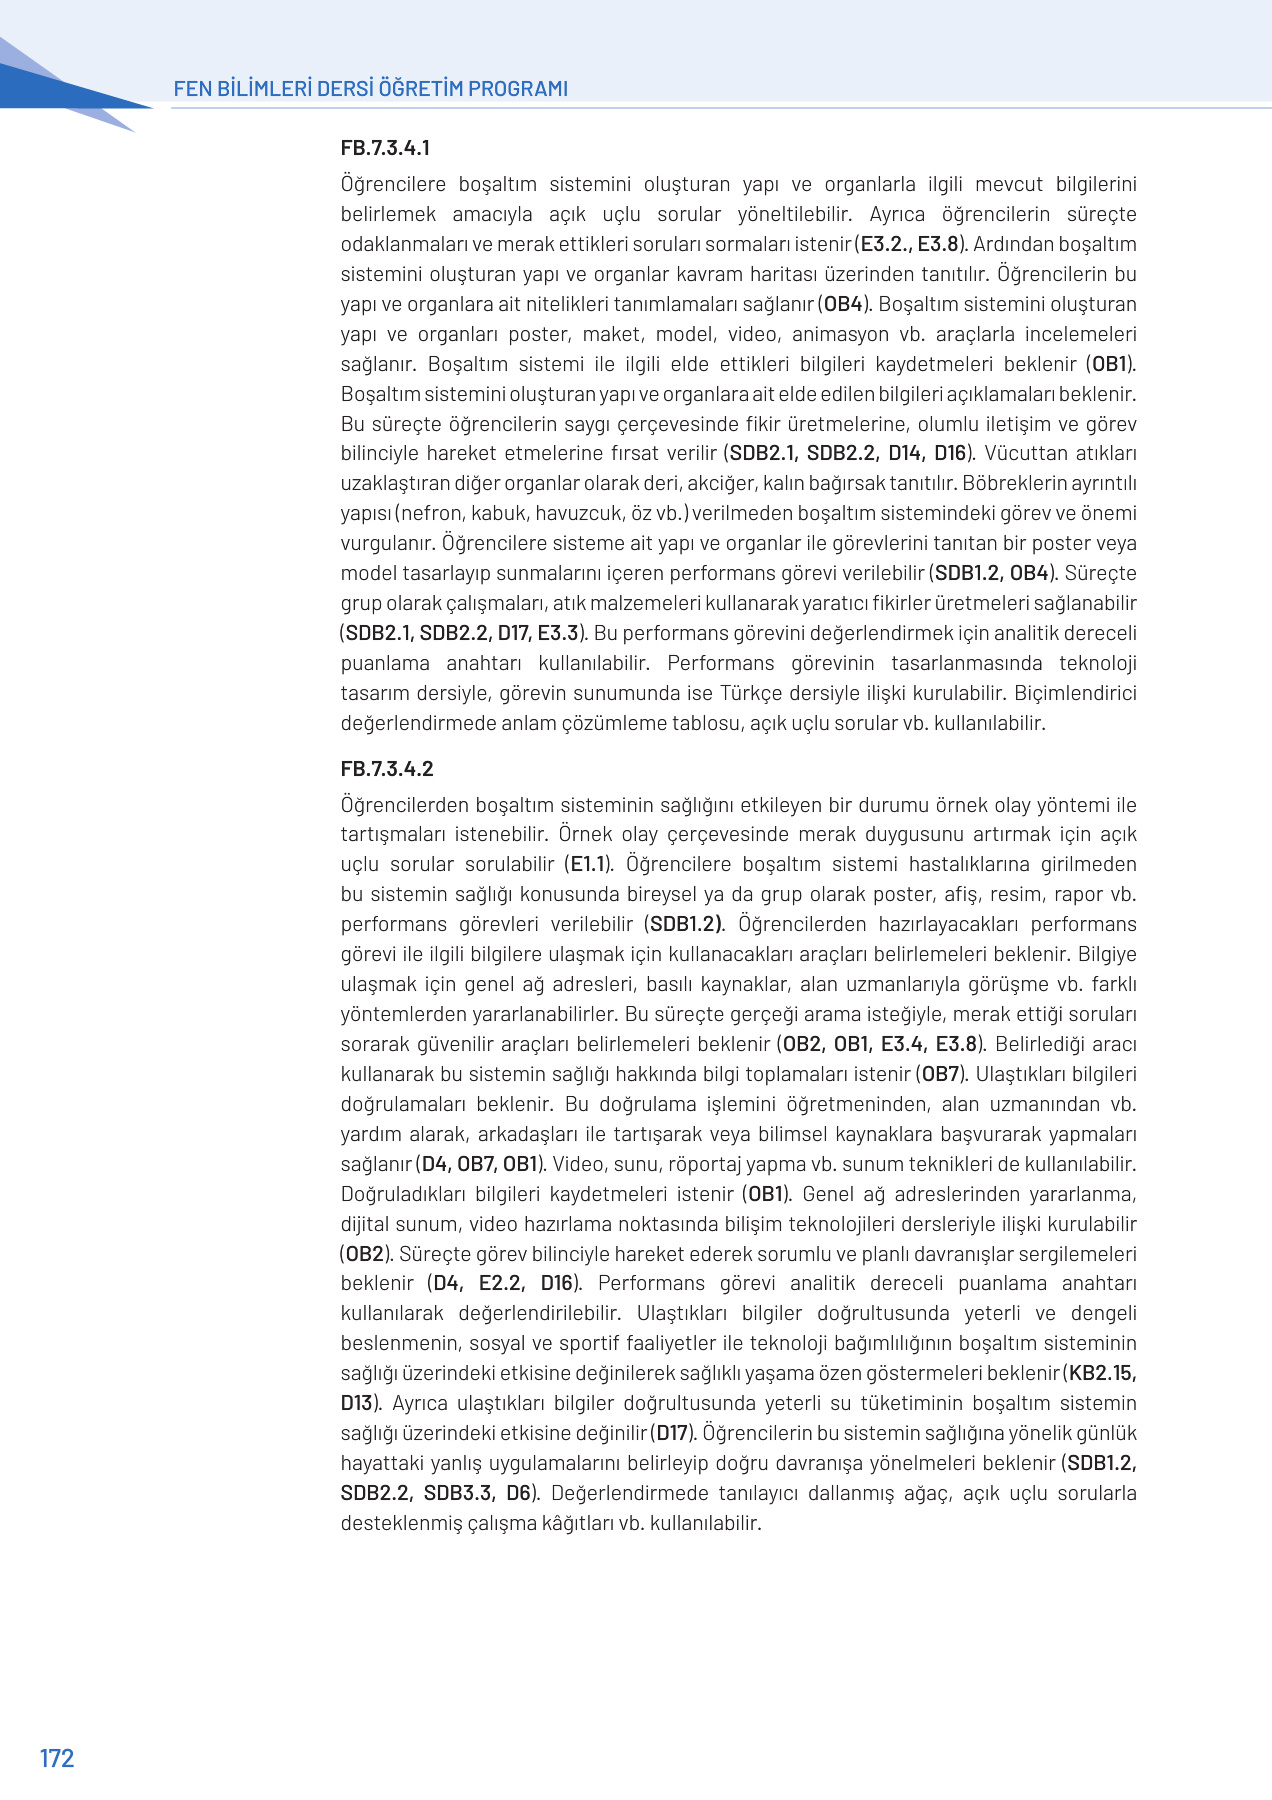 FEN BİLİMLERİ DERSİ ÖĞRETİM PROGRAMI
FB.7.3.4.1
Öğrencilere boşaltım sistemini oluşturan yapı ve organlarla ilgili mevcut bilgilerini
belirlemek amacıyla açık uçlu sorular yöneltilebilir. Ayrıca öğrencilerin süreçte
odaklanmaları ve merak ettikleri soruları sormaları istenir (E3.2., E3.8). Ardından boşaltım
sistemini oluşturan yapı ve organlar kavram haritası üzerinden tanıtılır. Öğrencilerin bu
yapı ve organlara ait nitelikleri tanımlamaları sağlanır (OB4). Boşaltım sistemini oluşturan
yapı ve organları poster, maket, model, video, animasyon vb. araçlarla incelemeleri
sağlanır. Boşaltım sistemi ile ilgili elde ettikleri bilgileri kaydetmeleri beklenir (OB1).
Boşaltım sistemini oluşturan yapı ve organlara ait elde edilen bilgileri açıklamaları beklenir.
Bu süreçte öğrencilerin saygı çerçevesinde fikir üretmelerine, olumlu iletişim ve görev
bilinciyle hareket etmelerine fırsat verilir (SDB2.1, SDB2.2, D14, D16). Vücuttan atıkları
uzaklaştıran diğer organlar olarak deri, akciğer, kalın bağırsak tanıtılır. Böbreklerin ayrıntılı
yapısı (nefron, kabuk, havuzcuk, öz vb.) verilmeden boşaltım sistemindeki görev ve önemi
vurgulanır. Öğrencilere sisteme ait yapı ve organlar ile görevlerini tanıtan bir poster veya
model tasarlayıp sunmalarını içeren performans görevi verilebilir (SDB1.2, OB4). Süreçte
grup olarak çalışmaları, atık malzemeleri kullanarak yaratıcı fikirler üretmeleri sağlanabilir
(SDB2.1, SDB2.2, D17, E3.3). Bu performans görevini değerlendirmek için analitik dereceli
puanlama anahtarı kullanılabilir. Performans görevinin tasarlanmasında teknoloji
tasarım dersiyle, görevin sunumunda ise Türkçe dersiyle ilişki kurulabilir. Biçimlendirici
değerlendirmede anlam çözümleme tablosu, açık uçlu sorular vb. kullanılabilir.
FB.7.3.4.2
Öğrencilerden boşaltım sisteminin sağlığını etkileyen bir durumu örnek olay yöntemi ile
tartışmaları istenebilir. Örnek olay çerçevesinde merak duygusunu artırmak için açık
uçlu sorular sorulabilir (E1.1). Öğrencilere boşaltım sistemi hastalıklarına girilmeden
bu sistemin sağlığı konusunda bireysel ya da grup olarak poster, afiş, resim, rapor vb.
performans görevleri verilebilir (SDB1.2). Öğrencilerden hazırlayacakları performans
görevi ile ilgili bilgilere ulaşmak için kullanacakları araçları belirlemeleri beklenir. Bilgiye
ulaşmak için genel ağ adresleri, basılı kaynaklar, alan uzmanlarıyla görüşme vb. farklı
yöntemlerden yararlanabilirler. Bu süreçte gerçeği arama isteğiyle, merak ettiği soruları
sorarak güvenilir araçları belirlemeleri beklenir (OB2, OB1, E3.4, E3.8). Belirlediği aracı
kullanarak bu sistemin sağlığı hakkında bilgi toplamaları istenir (OB7). Ulaştıkları bilgileri
doğrulamaları beklenir. Bu doğrulama işlemini öğretmeninden, alan uzmanından vb.
yardım alarak, arkadaşları ile tartışarak veya bilimsel kaynaklara başvurarak yapmaları
sağlanır (D4, OB7, OB1). Video, sunu, röportaj yapma vb. sunum teknikleri de kullanılabilir.
Doğruladıkları bilgileri kaydetmeleri istenir (OB1). Genel ağ adreslerinden yararlanma,
dijital sunum, video hazırlama noktasında bilişim teknolojileri dersleriyle ilişki kurulabilir
(OB2). Süreçte görev bilinciyle hareket ederek sorumlu ve planlı davranışlar sergilemeleri
beklenir (D4, E2.2, D16). Performans görevi analitik dereceli puanlama anahtarı
kullanılarak değerlendirilebilir. Ulaştıkları bilgiler doğrultusunda yeterli ve dengeli
beslenmenin, sosyal ve sportif faaliyetler ile teknoloji bağımlılığının boşaltım sisteminin
sağlığı üzerindeki etkisine değinilerek sağlıklı yaşama özen göstermeleri beklenir (KB2.15,
D13). Ayrıca ulaştıkları bilgiler doğrultusunda yeterli su tüketiminin boşaltım sistemin
sağlığı üzerindeki etkisine değinilir (D17). Öğrencilerin bu sistemin sağlığına yönelik günlük
hayattaki yanlış uygulamalarını belirleyip doğru davranışa yönelmeleri beklenir (SDB1.2,
SDB2.2, SDB3.3, D6). Değerlendirmede tanılayıcı dallanmış ağaç, açık uçlu sorularla
desteklenmiş çalışma kâğıtları vb. kullanılabilir.
172